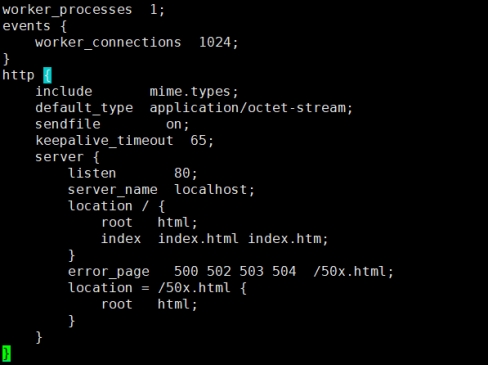 worker_processes  1;
events {
    worker_connections  1024;
}
http {
    include       mime.types;
    default_type  application/octet-stream;
    sendfile        on;
    keepalive_timeout  65;
    server {
        listen       80;
        server_name  localhost;
        location / {
            root   html;
            index  index.html index.htm;
        }
        error_page   500 502 503 504  /50x.html;
        location = /50x.html {
            root   html;
        }
    }
}